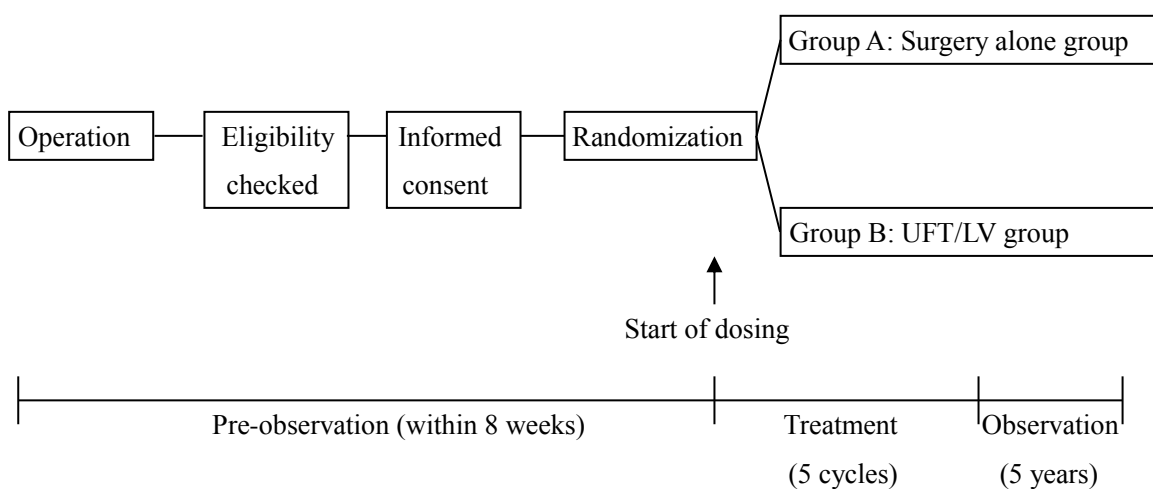 Group A: Surgery alone group
Operation
Eligibility
checked
Informed
consent
Randomization
Group B: UFT/LV group
Start of dosing
Pre-observation (within 8 weeks)
Treatment
(5 cycles)
Observation
(5 years)